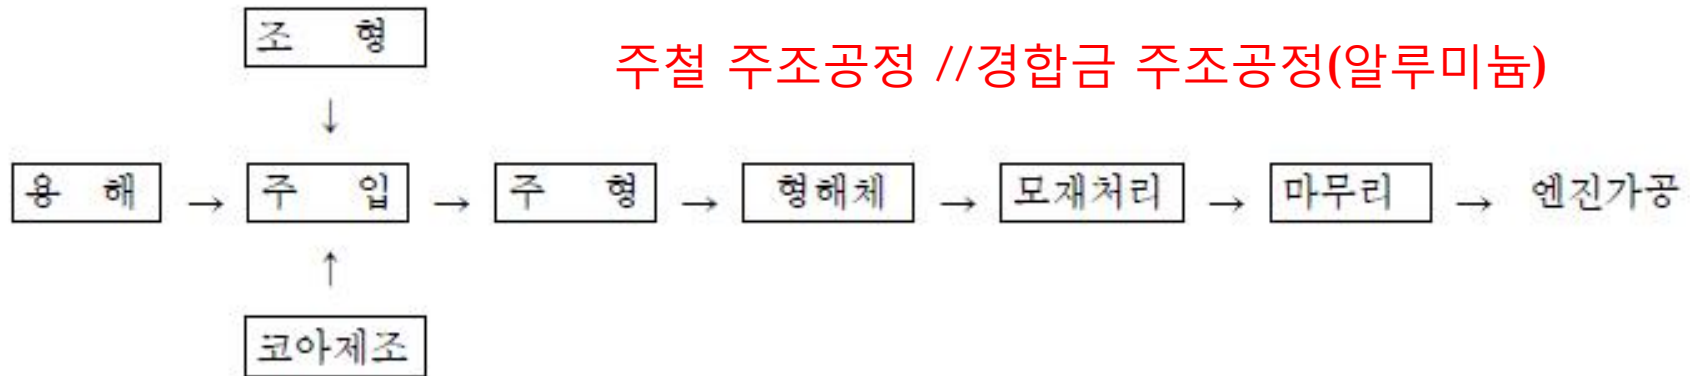 조 형
주철 주조공정 //경합금 주조공정(알루미늄)
↓
용 해 → 주 입 → 주 형 → 형해체 → 모재처리 → 마무리 → 엔진가공
↑
코아제조